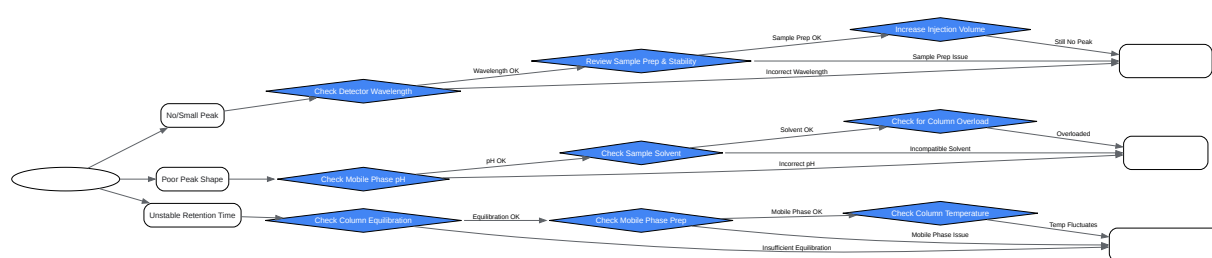 Increase Injection Volume
Sample Prep OK
Still No Peak
Review Sample Prep & Stability
Sample Prep Issue
Wavelength OK
Incorrect Wavelength
Check Detector Wavelength
No/Small Peak
Check for Column Overload
Solvent OK
Overloaded
Check Sample Solvent
Incompatible Solvent
pH OK
Incorrect pH
Poor Peak Shape
Check Mobile Phase pH
Unstable Retention Time
Check Column Equilibration
Equilibration OK
Check Mobile Phase Prep
Mobile Phase OK
Check Column Temperature
Temp Fluctuates
Mobile Phase Issue
Insufficient Equilibration